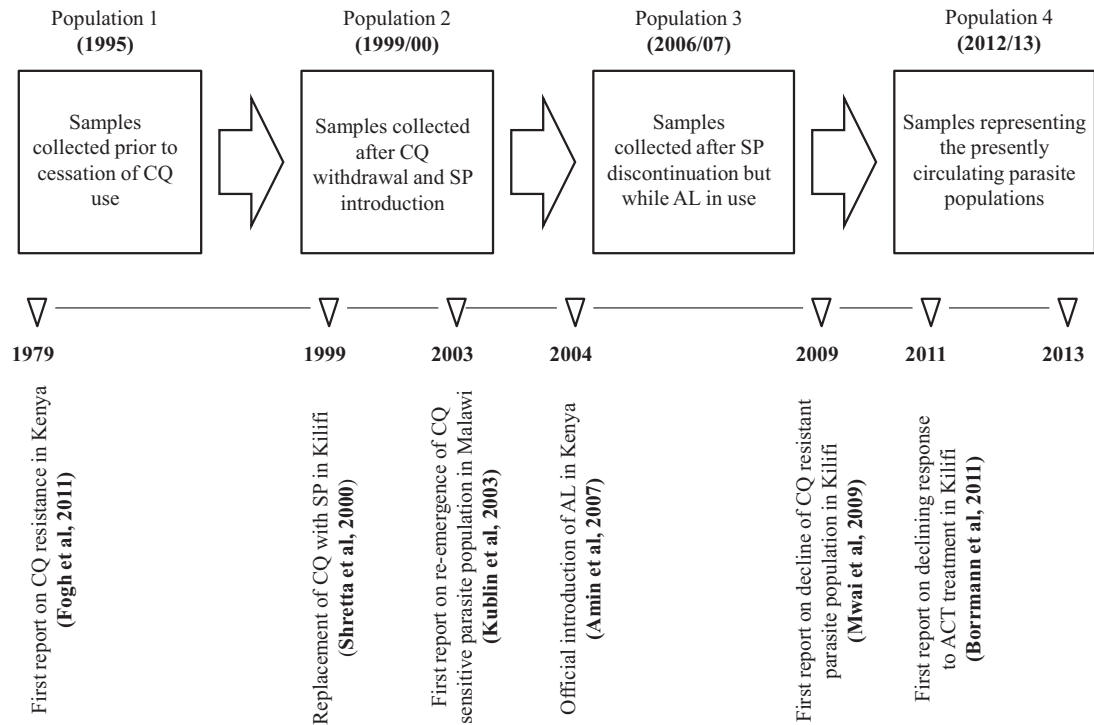 Population 1
(1995)
Population 2
(1999/00)
Population 3
(2006/07)
Population 4
(2012/13)
Samples
collected prior to
cessation of CQ
use
Samples collected
after CQ
withdrawal and SP
introduction
Samples
collected after SP
discontinuation but
while AL in use
Samples representing
the presently
circulating parasite
populations
1979
1999
2003
2004
2009
2011
2013
First report on CQ resistance in Kenya
(Fogh et al, 2011)
Replacement of CQ with SP in Kilifi
(Shretta et al, 2000)
First report on re-emergence of CQ
sensitive parasite population in Malawi
(Kublin et al, 2003)
Official introduction of AL in Kenya
(Amin et al, 2007)
First report on decline of CQ resistant
parasite population in Kilifi
(Mwai et al, 2009)
First report on declining response
to ACT treatment in Kilifi
(Borrmann et al, 2011)